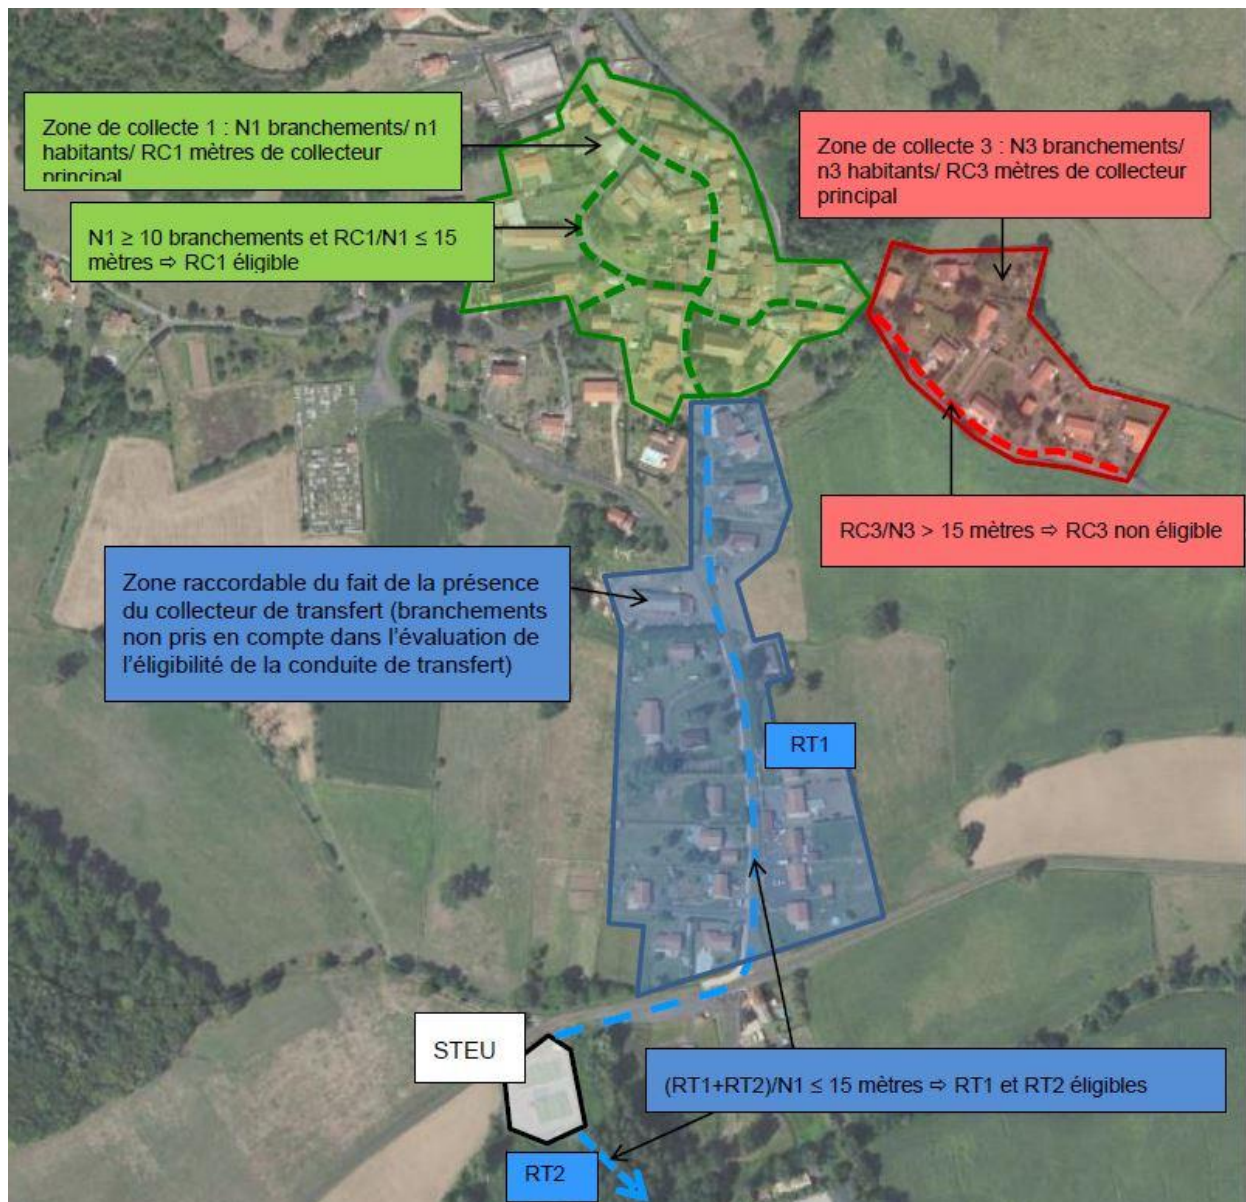 Zone de collecte 1 : N1 branchements/ n1
habitants/ RC1 mètres de collecteur
principal
N1 ≥ 10 branchements et RC1/N1 ≤ 15
mètres ⇨ RC1 éligible
Zone de collecte 3 : N3 branchements/
n3 habitants/ RC3 mètres de collecteur
principal
RC3/N3 > 15 mètres ⇨ RC3 non éligible
Zone raccordable du fait de la présence
du collecteur de transfert (branchements
non pris en compte dans l’évaluation de
l’éligibilité de la conduite de transfert)
RT1
STEU
(RT1+RT2)/N1 ≤ 15 mètres ⇨ RT1 et RT2 éligibles
RT2